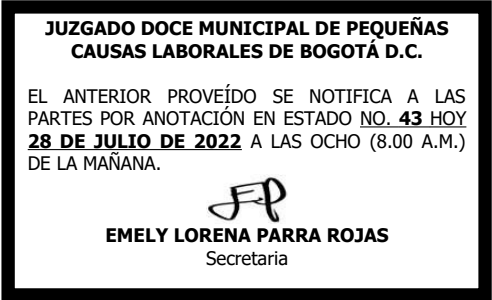 JUZGADO DOCE MUNICIPAL DE PEQUEÑAS
CAUSAS LABORALES DE BOGOTÁ D.C.
EL ANTERIOR PROVEÍDO SE NOTIFICA A LAS
PARTES POR ANOTACIÓN EN ESTADO NO. 43 HOY
28 DE JULIO DE 2022 A LAS OCHO (8.00 A.M.)
DE LA MAÑANA.
EMELY LORENA PARRA ROJAS
Secretaria